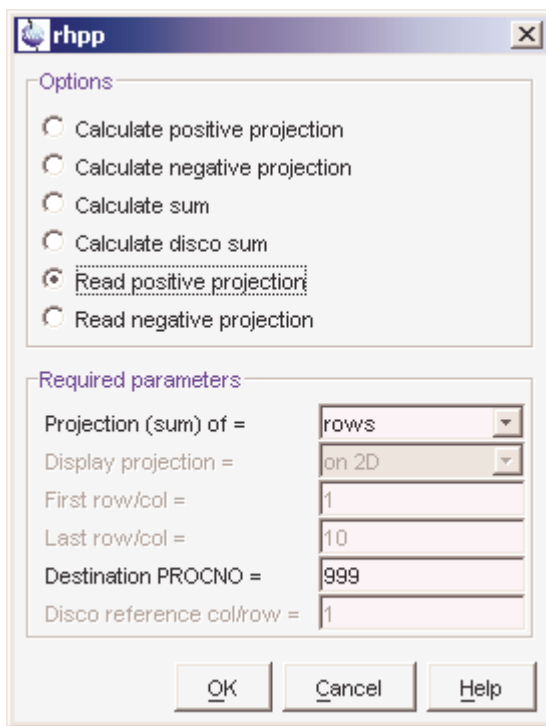 rhpp
Options
Calculate positive projection
Calculate negative projection
Calculate sum
Calculate disco sum
Read positive projection
Read negative projection
Required parameters
Projection (sum) of = rows
Display projection = on 2D
First row/col = 1
Last row/col = 10
Destination PROCNO = 999
Disco reference col/row = 1
OK Cancel Help